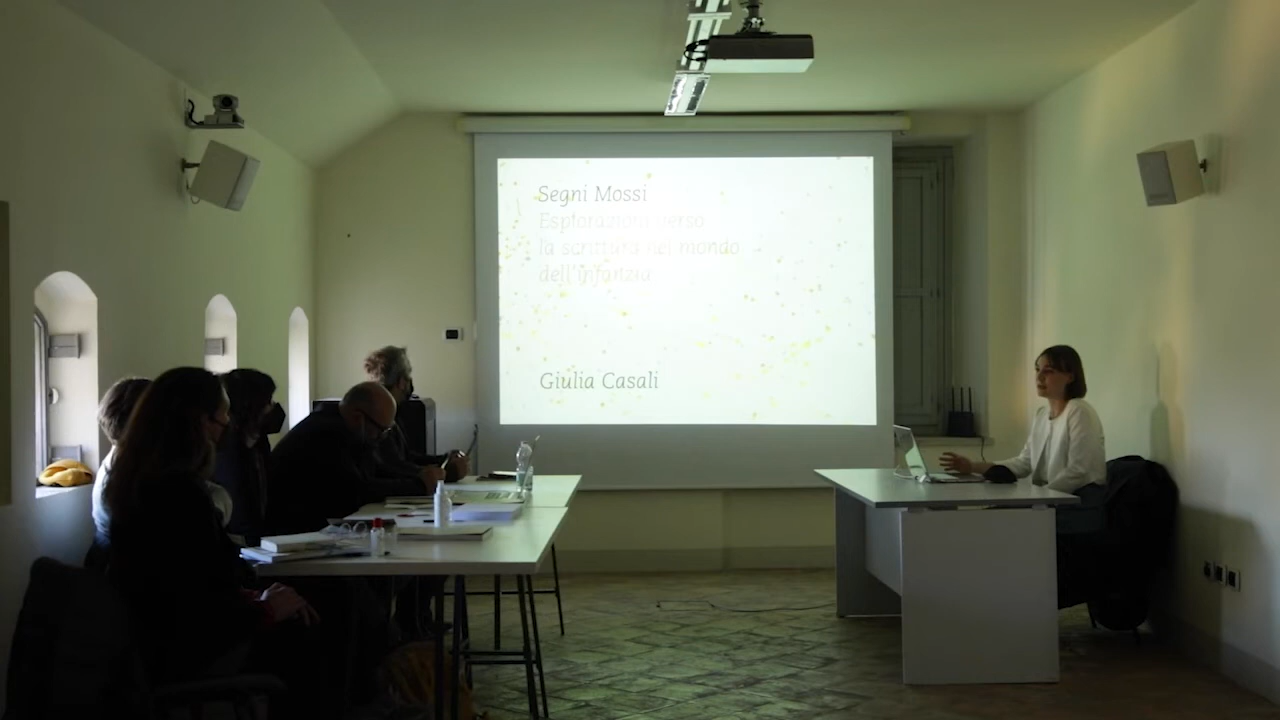 Segni Mossi
Esplorazioni verso
la scrittura nel mondo
dell'infanzia
Giulia Casali